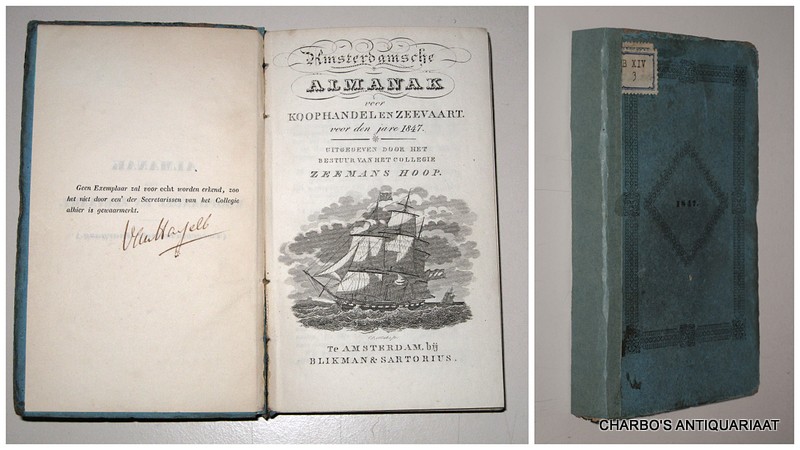 Geen Exemplaar zal voor echt worden erkend, zoo
het niet door een' der Secretarissen van het Collegie
alhier is gewaarmerkt.
Amsterdamsche
ALMANAK
voor
KOOPHANDEL EN ZEEVAART.
voor den jare 1847.
UITGEGEVEN DOOR HET
BESTUUR VAN HET COLLEGIE
ZEEMANS HOOP.
Te AMSTERDAM, bij
BLIKMAN & SARTORIUS.
B XIV
3
1847.
CHARBO'S ANTIQUARIAAT